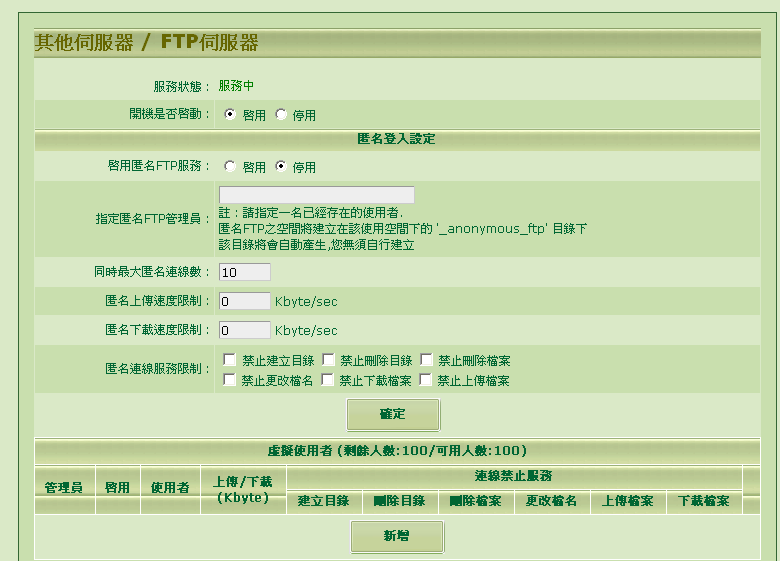 其他伺服器 / FTP伺服器
服務狀態： 服務中
開機是否啓動： 啓用 停用
匿名登入設定
啓用匿名FTP服務： 啓用 停用
指定匿名FTP管理員：
註：請指定一名已經存在的使用者.
匿名FTP之空間將建立在該使用空間下的 '_anonymous_ftp' 目錄下
該目錄將會自動產生,您無須自行建立
同時最大匿名連線數： 10
匿名上傳速度限制： 0 Kbyte/sec
匿名下載速度限制： 0 Kbyte/sec
匿名連線服務限制： 禁止建立目錄 禁止刪除目錄 禁止刪除檔案
禁止更改檔名 禁止下載檔案 禁止上傳檔案
確定
虛擬使用者 (剩餘人數:100/可用人數:100)
管理員 啓用 使用者 上傳/下載 (Kbyte) 連線禁止服務
建立目錄 刪除目錄 刪除檔案 更改檔名 上傳檔案 下載檔案
新增